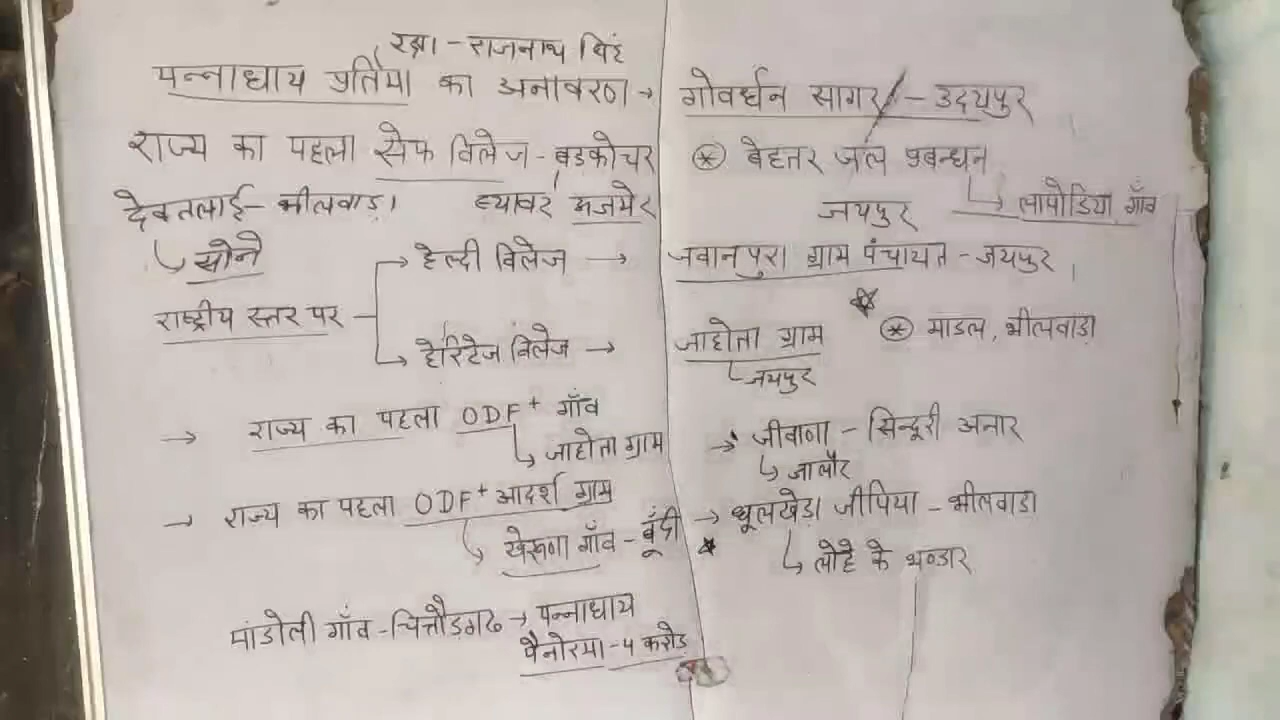 रक्षा - राजनाथ सिंह
पन्नाधाय प्रतिमा का अनावरण → गोवर्धन सागर - उदयपुर
राज्य का पहला सेफ विलेज - बडकोचर
ब्यावर अजमेर
देवतलाई - भीलवाड़ा
↳ सोने
राष्ट्रीय स्तर पर
→ हेल्दी विलेज → जवानपुरा ग्राम पंचायत - जयपुर
→ हेरिटेज विलेज → जाहोता ग्राम
जयपुर
→ राज्य का पहला ODF+ गाँव
↳ जाहोता ग्राम
→ राज्य का पहला ODF+ आदर्श ग्राम
↳ खेरूणा गाँव - बूँदी
मांडोली गाँव - चित्तौडगढ → पन्नाधाय
पैनोरमा - 4 करोड
* बेहतर जल प्रबन्धन
↳ लापोडिया गाँव
जयपुर
* माडल, भीलवाडा
→ जीवाणा - सिन्दूरी अनार
↳ जालौर
→ धूलखेड़ा जीपिया - भीलवाडा
↳ लोहे के भण्डार